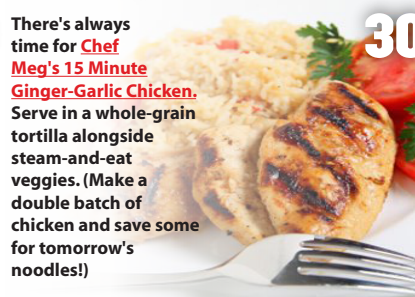 There's always
time for Chef
Meg's 15 Minute
Ginger-Garlic Chicken.
Serve in a whole-grain
tortilla alongside
steam-and-eat
veggies. (Make a
double batch of
chicken and save some
for tomorrow's
noodles!)
30